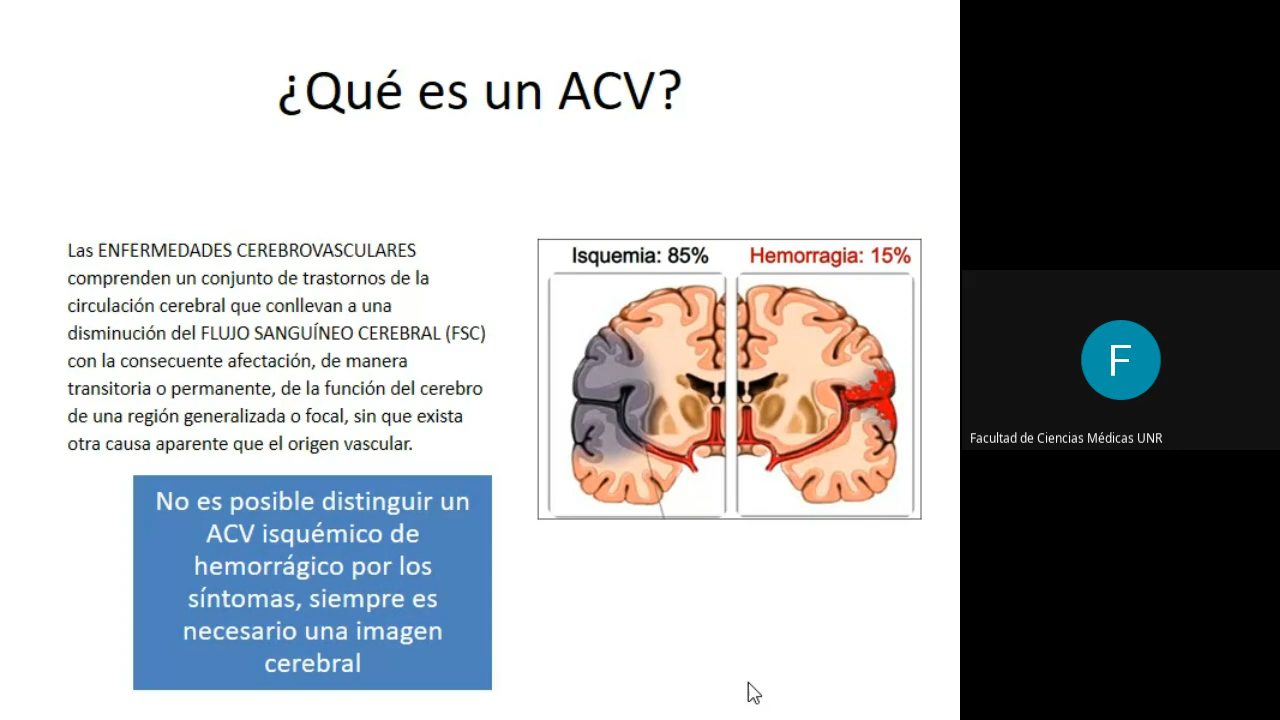 ¿Qué es un ACV?
Las ENFERMEDADES CEREBROVASCULARES
comprenden un conjunto de trastornos de la
circulación cerebral que conllevan a una
disminución del FLUJO SANGUÍNEO CEREBRAL (FSC)
con la consecuente afectación, de manera
transitoria o permanente, de la función del cerebro
de una región generalizada o focal, sin que exista
otra causa aparente que el origen vascular.
No es posible distinguir un
ACV isquémico de
hemorrágico por los
síntomas, siempre es
necesario una imagen
cerebral
Isquemia: 85%
Hemorragia: 15%
F
Facultad de Ciencias Médicas UNR